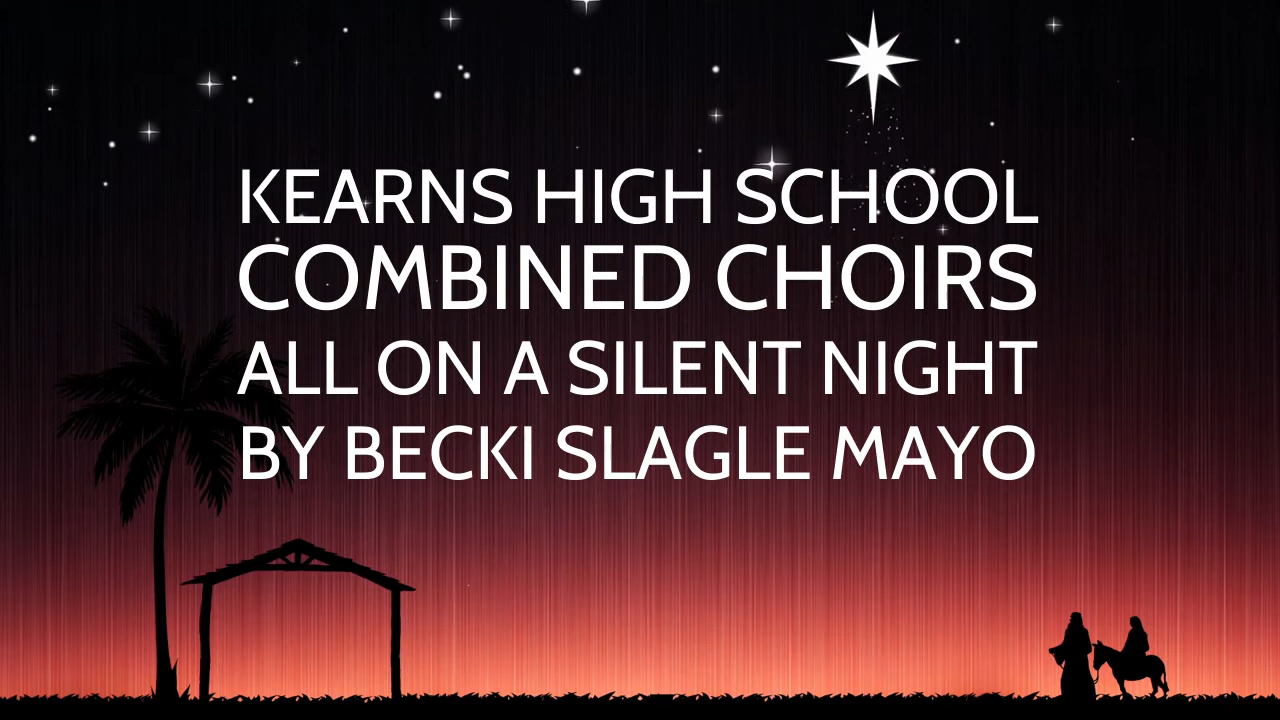 KEARNS HIGH SCHOOL
COMBINED CHOIRS
ALL ON A SILENT NIGHT
BY BECKI SLAGLE MAYO